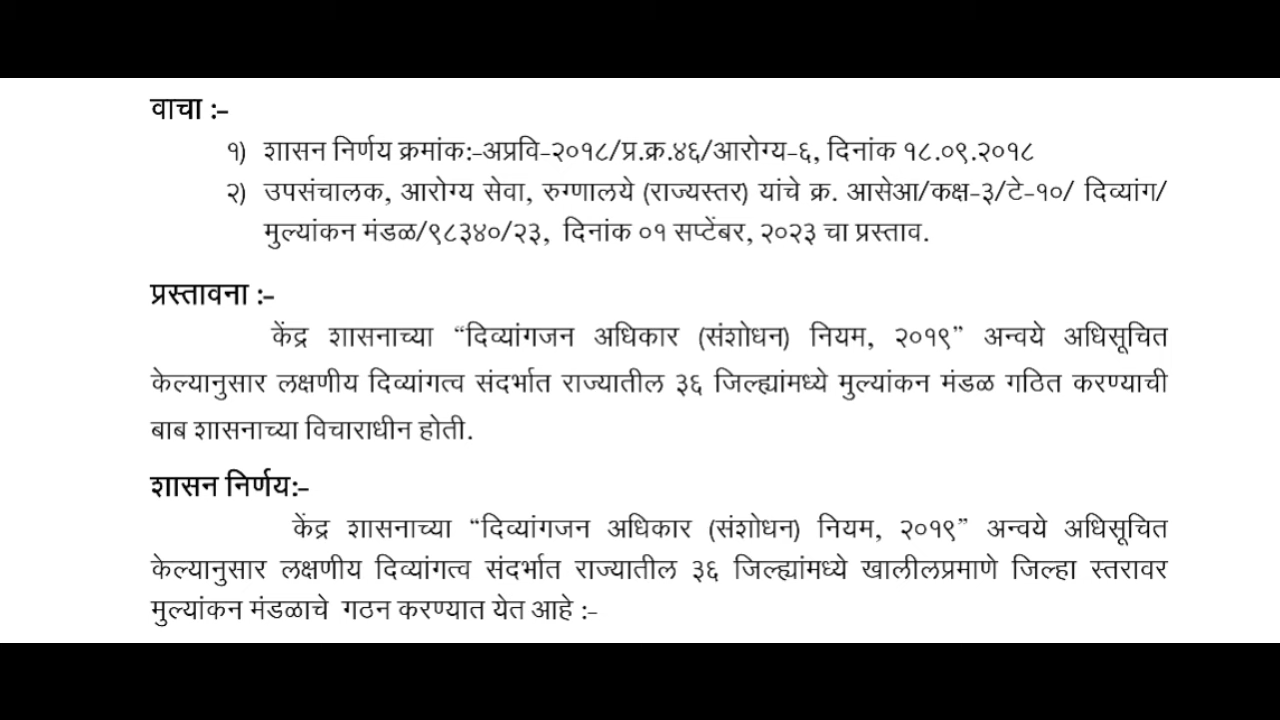 वाचा :-
१) शासन निर्णय क्रमांक:-अप्रवि-२०१८/प्र.क्र.४६/आरोग्य-६, दिनांक १८.०९.२०१८
२) उपसंचालक, आरोग्य सेवा, रुग्णालये (राज्यस्तर) यांचे क्र. आसेआ/कक्ष-३/टे-१०/ दिव्यांग/
मुल्यांकन मंडळ/९८३४०/२३, दिनांक ०१ सप्टेंबर, २०२३ चा प्रस्ताव.
प्रस्तावना :-
केंद्र शासनाच्या “दिव्यांगजन अधिकार (संशोधन) नियम, २०१९” अन्वये अधिसूचित
केल्यानुसार लक्षणीय दिव्यांगत्व संदर्भात राज्यातील ३६ जिल्ह्यांमध्ये मुल्यांकन मंडळ गठित करण्याची
बाब शासनाच्या विचाराधीन होती.
शासन निर्णय:-
केंद्र शासनाच्या “दिव्यांगजन अधिकार (संशोधन) नियम, २०१९” अन्वये अधिसूचित
केल्यानुसार लक्षणीय दिव्यांगत्व संदर्भात राज्यातील ३६ जिल्ह्यांमध्ये खालीलप्रमाणे जिल्हा स्तरावर
मुल्यांकन मंडळाचे गठन करण्यात येत आहे :-